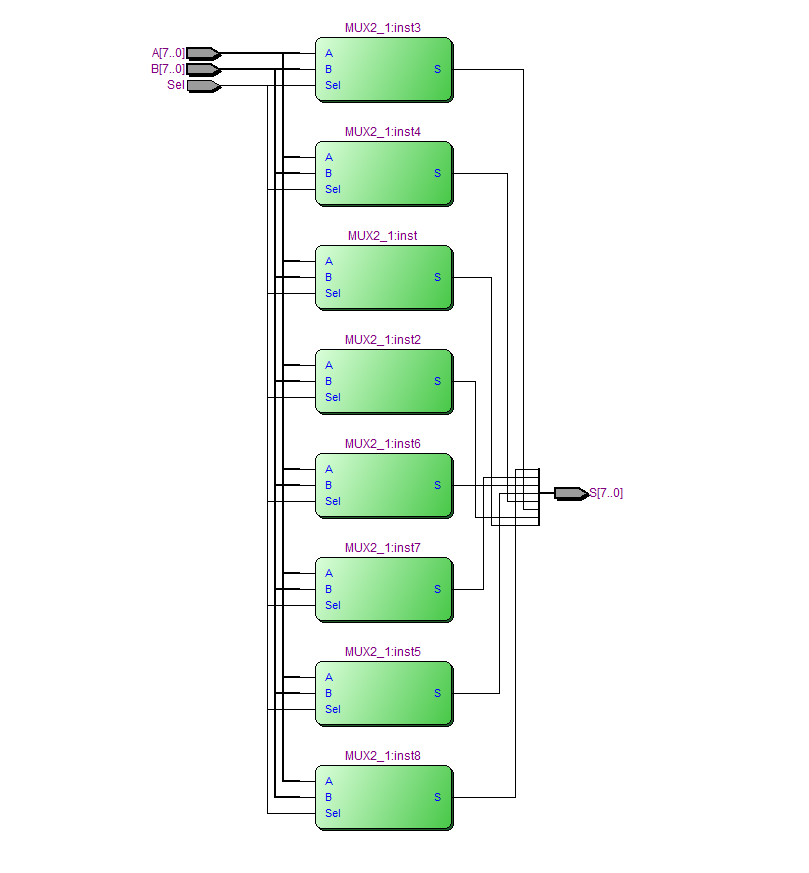 MUX2_1:inst3
A[7..0]
B[7..0]
Sel
A
B
Sel
S
MUX2_1:inst4
A
B
Sel
S
MUX2_1:inst
A
B
Sel
S
MUX2_1:inst2
A
B
Sel
S
MUX2_1:inst6
A
B
Sel
S
S[7..0]
MUX2_1:inst7
A
B
Sel
S
MUX2_1:inst5
A
B
Sel
S
MUX2_1:inst8
A
B
Sel
S